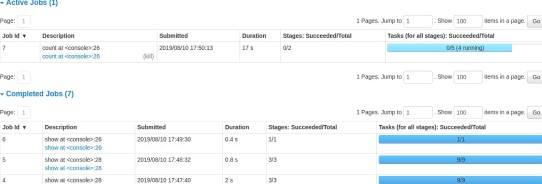 Active Jobs (1)
Page: 1 1 Pages. Jump to 1 . Show 100 items in a page. Go
Job Id ▼ Description Submitted Duration Stages: Succeeded/Total Tasks (for all stages): Succeeded/Total
7 count at <console>:26 2019/08/10 17:50:13 17 s 0/2 0/5 (4 running)
count at <console>:26 (kill)
Page: 1 1 Pages. Jump to 1 . Show 100 items in a page. Go
Completed Jobs (7)
Page: 1 1 Pages. Jump to 1 . Show 100 items in a page. Go
Job Id ▼ Description Submitted Duration Stages: Succeeded/Total Tasks (for all stages): Succeeded/Total
6 show at <console>:26 2019/08/10 17:49:30 0.4 s 1/1 1/1
show at <console>:26
5 show at <console>:28 2019/08/10 17:48:32 0.8 s 3/3 9/9
show at <console>:28
4 show at <console>:28 2019/08/10 17:47:40 2 s 3/3 9/9